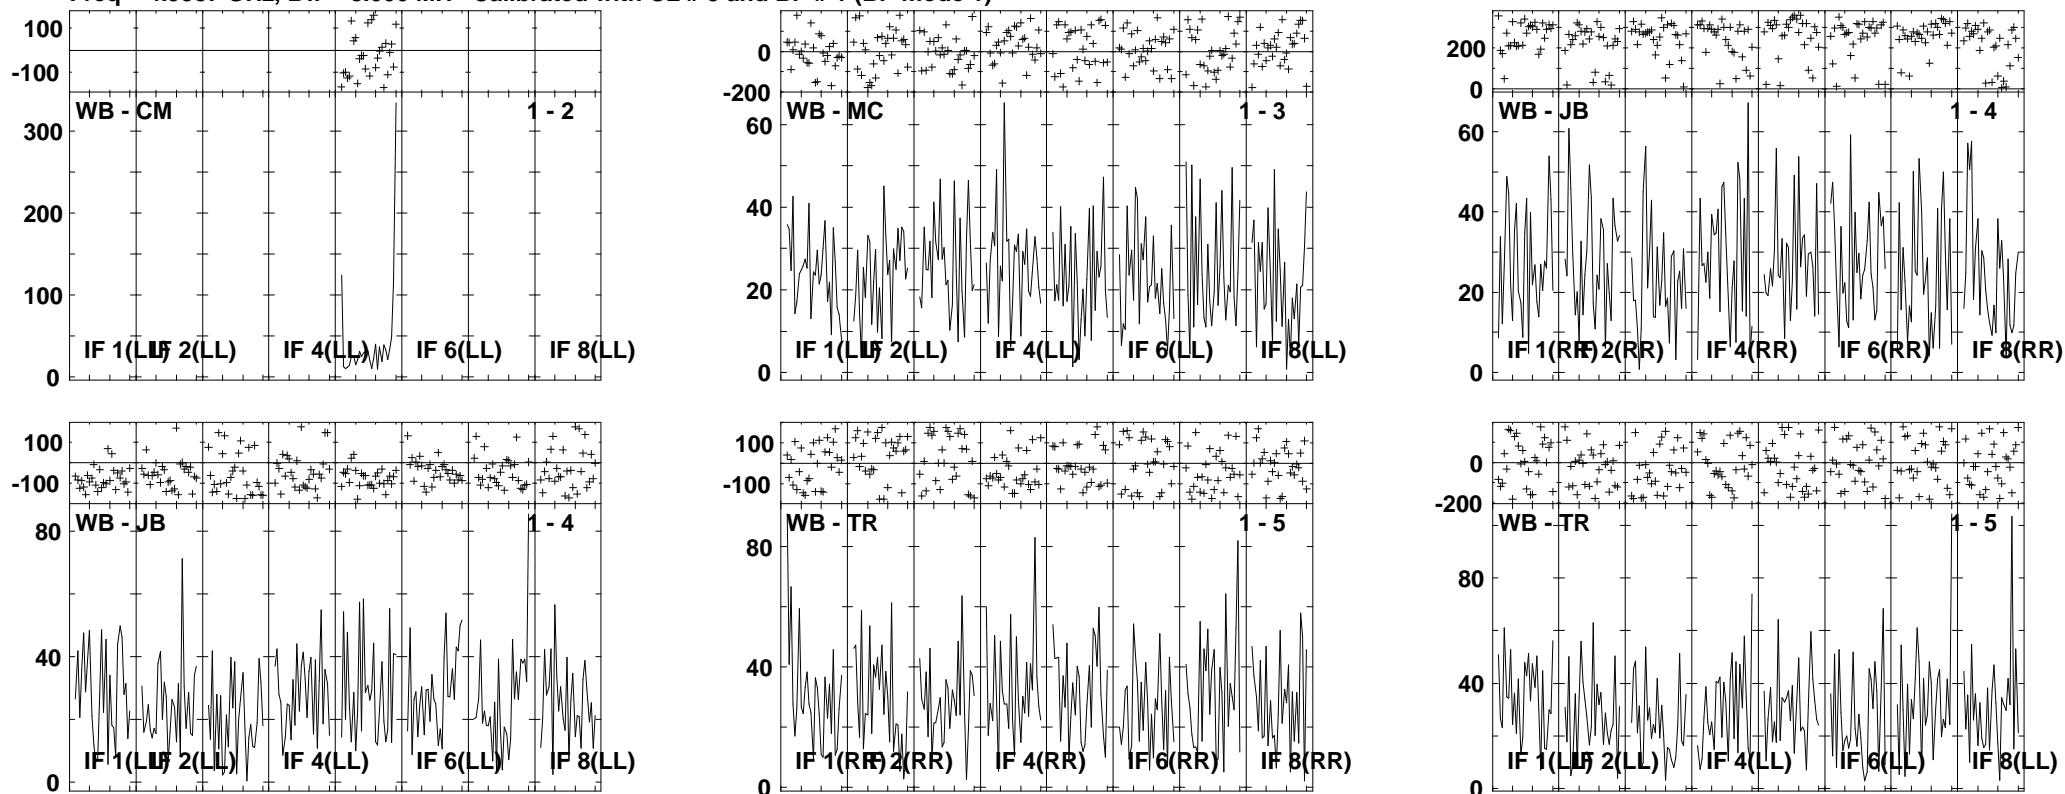 100
-100
WB - CM 1 - 2
300
200
100
0
IF 1(LL) IF 2(LL) IF 4(LL) IF 6(LL) IF 8(LL)
0
-200
WB - MC 1 - 3
60
40
20
0
IF 1(LL) IF 2(LL) IF 4(LL) IF 6(LL) IF 8(LL)
200
0
WB - JB 1 - 4
60
40
20
0
IF 1(RR) IF 2(RR) IF 4(RR) IF 6(RR) IF 8(RR)
100
-100
WB - JB 1 - 4
80
40
0
IF 1(LL) IF 2(LL) IF 4(LL) IF 6(LL) IF 8(LL)
100
-100
WB - TR 1 - 5
80
40
0
IF 1(RR) IF 2(RR) IF 4(RR) IF 6(RR) IF 8(RR)
0
-200
WB - TR 1 - 5
80
40
0
IF 1(LL) IF 2(LL) IF 4(LL) IF 6(LL) IF 8(LL)